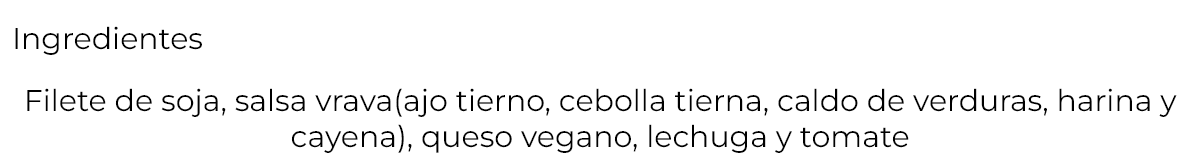 Ingredientes
Filete de soja, salsa vrava(ajo tierno, cebolla tierna, caldo de verduras, harina y
cayena), queso vegano, lechuga y tomate